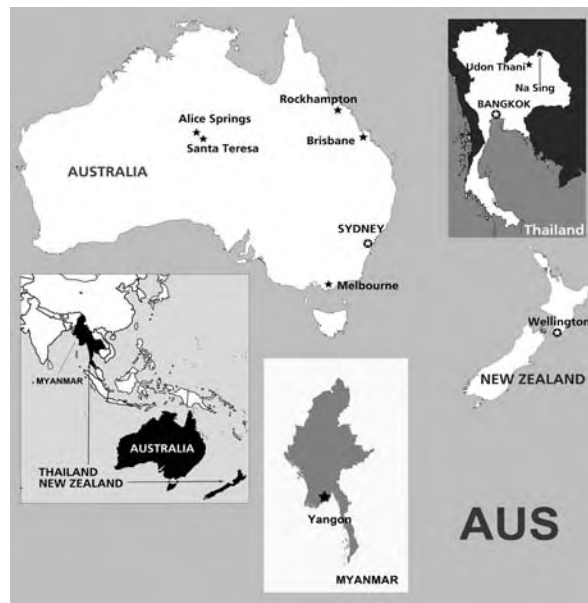 Udon Thani
Na Sing
BANGKOK
Thailand
Rockhampton
Alice Springs
Santa Teresa
Brisbane
AUSTRALIA
SYDNEY
Melbourne
Wellington
NEW ZEALAND
MYANMAR
AUSTRALIA
THAILAND
NEW ZEALAND
Yangon
MYANMAR
AUS